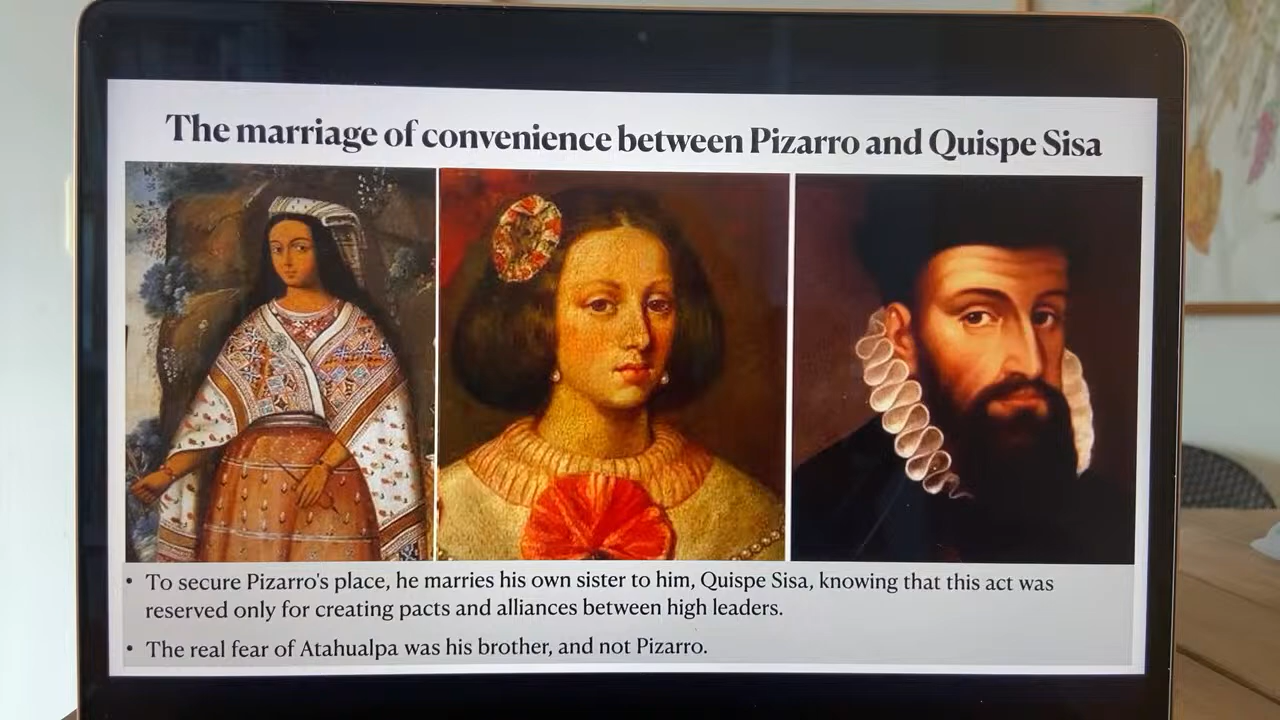 The marriage of convenience between Pizarro and Quispe Sisa
• To secure Pizarro's place, he marries his own sister to him, Quispe Sisa, knowing that this act was
reserved only for creating pacts and alliances between high leaders.
• The real fear of Atahualpa was his brother, and not Pizarro.